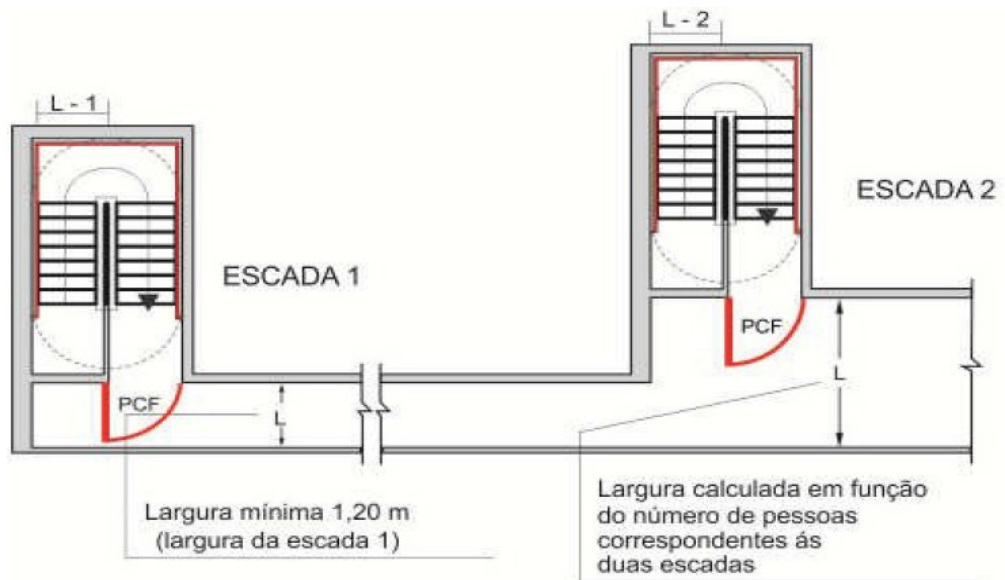 L - 2
L - 1
ESCADA 2
ESCADA 1
PCF
L
PCF
L
Largura mínima 1,20 m
(largura da escada 1)
Largura calculada em função
do número de pessoas
correspondentes ás
duas escadas